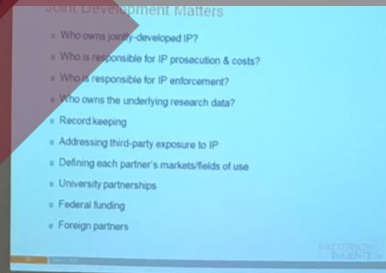 Joint Development Matters
Who owns jointly-developed IP?
Who is responsible for IP prosecution & costs?
Who is responsible for IP enforcement?
Who owns the underlying research data?
Record keeping
Addressing third-party exposure to IP
Defining each partner's markets/fields of use
University partnerships
Federal funding
Foreign partners
PATTERSON
THUENTE